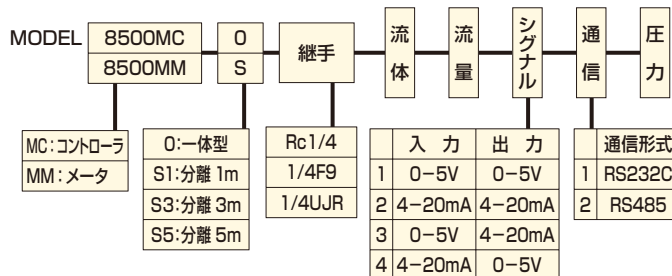 MODEL 8500MC 0 継手 流体 流量 シグナル 通信 圧力
8500MM S
MC:コントローラ
MM:メータ
0:一体型
S1:分離 1m
S3:分離 3m
S5:分離 5m
Rc1/4
1/4F9
1/4UJR
入 力 出 力
1 0-5V 0-5V
2 4-20mA 4-20mA
3 0-5V 4-20mA
4 4-20mA 0-5V
通信形式
1 RS232C
2 RS485